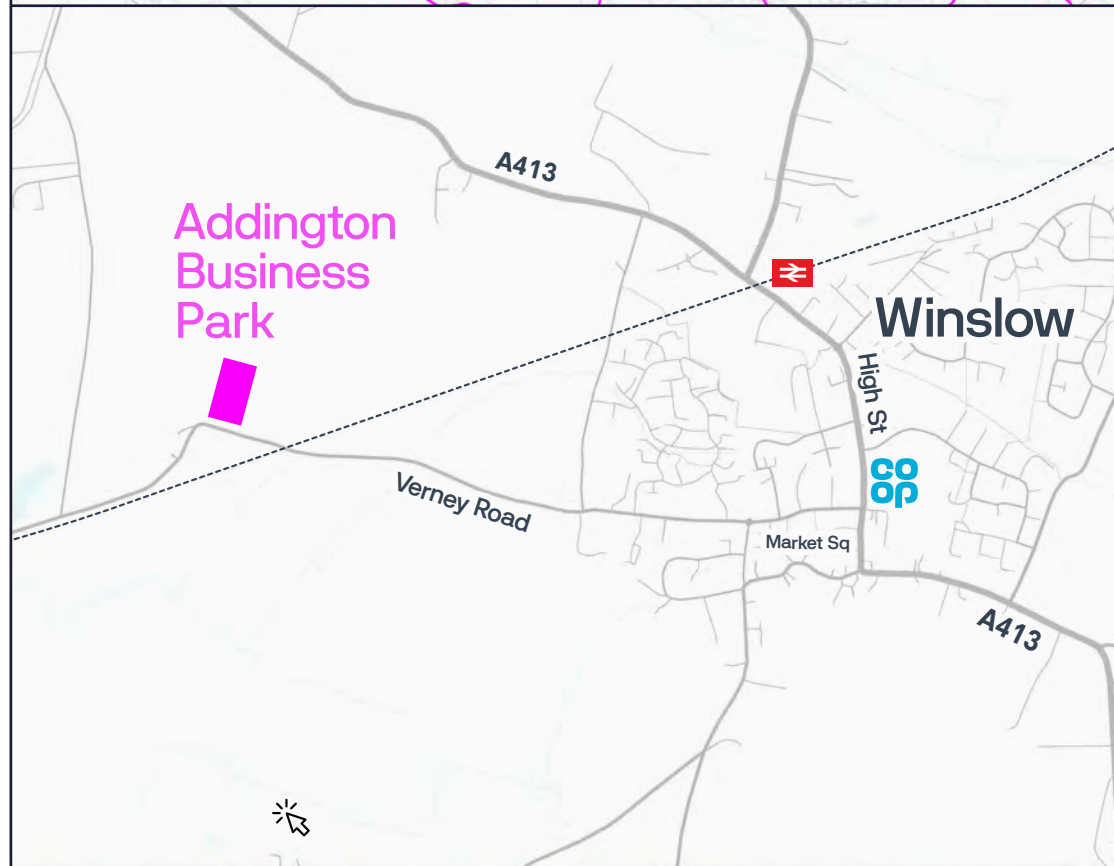 A413
Addington
Business
Park
Winslow
High St
co
op
Verney Road
Market Sq
A413